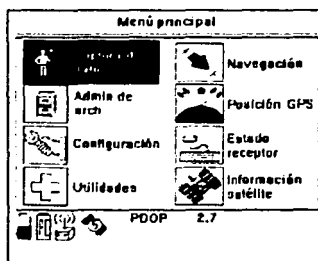 Menú principal
Navegación
Admin de
arch
Posición GPS
Configuración
Estado
receptor
Utilidades
Información
satélite
PDOP 2.7